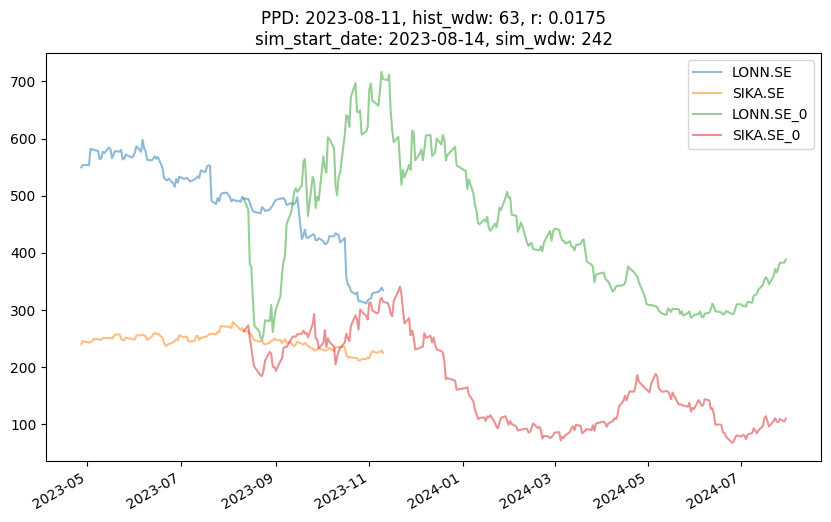 PPD: 2023-08-11, hist_wdw: 63, r: 0.0175
sim_start_date: 2023-08-14, sim_wdw: 242
LONN.SE
SIKA.SE
LONN.SE_0
SIKA.SE_0
700
600
500
400
300
200
100
2023-05
2023-07
2023-09
2023-11
2024-01
2024-03
2024-05
2024-07